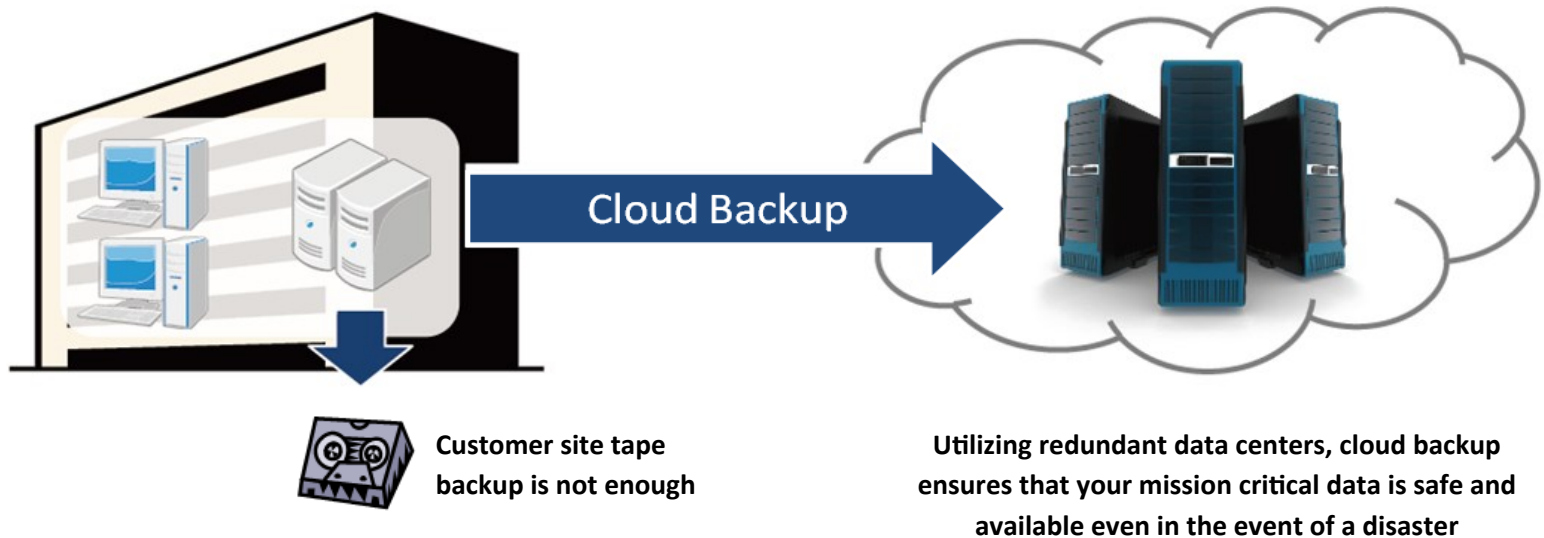 Cloud Backup
Customer site tape
backup is not enough
Utilizing redundant data centers, cloud backup
ensures that your mission critical data is safe and
available even in the event of a disaster